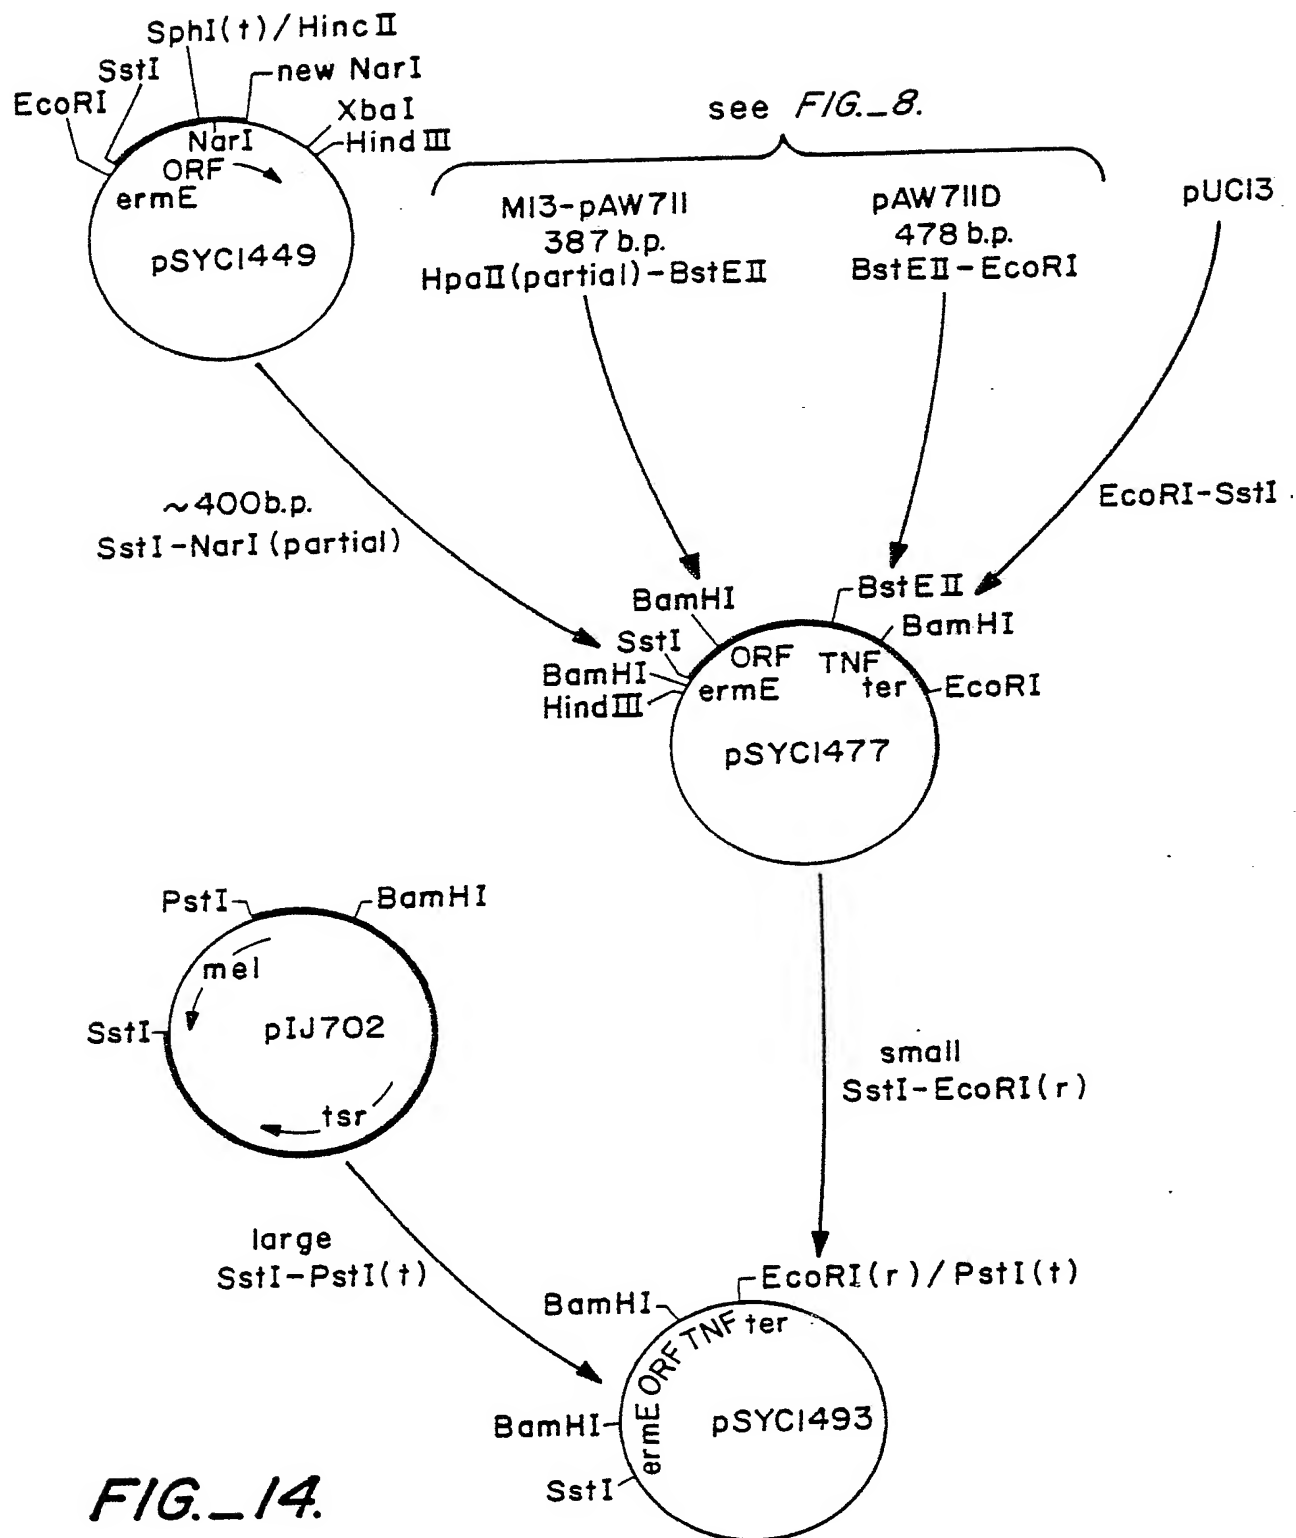 SphI(t)/HincII
SstI
new NarI
EcoRI
XbaI
NarI
HindIII
ORF
ermE
pSYC1449
see FIG._8.
M13-pAW711
387 b.p.
HpaII(partial)-BstEII
pAW711D
478 b.p.
BstEII-EcoRI
pUC13
~400b.p.
SstI-NarI(partial)
EcoRI-SstI
BamHI
BstEII
BamHI
SstI
ORF
TNF
BamHI
ermE
ter
EcoRI
HindIII
pSYC1477
PstI
BamHI
mel
SstI
pIJ702
tsr
small
SstI-EcoRI(r)
large
SstI-PstI(t)
EcoRI(r)/PstI(t)
BamHI
ermE ORF TNF ter
BamHI
pSYC1493
SstI
FIG._14.